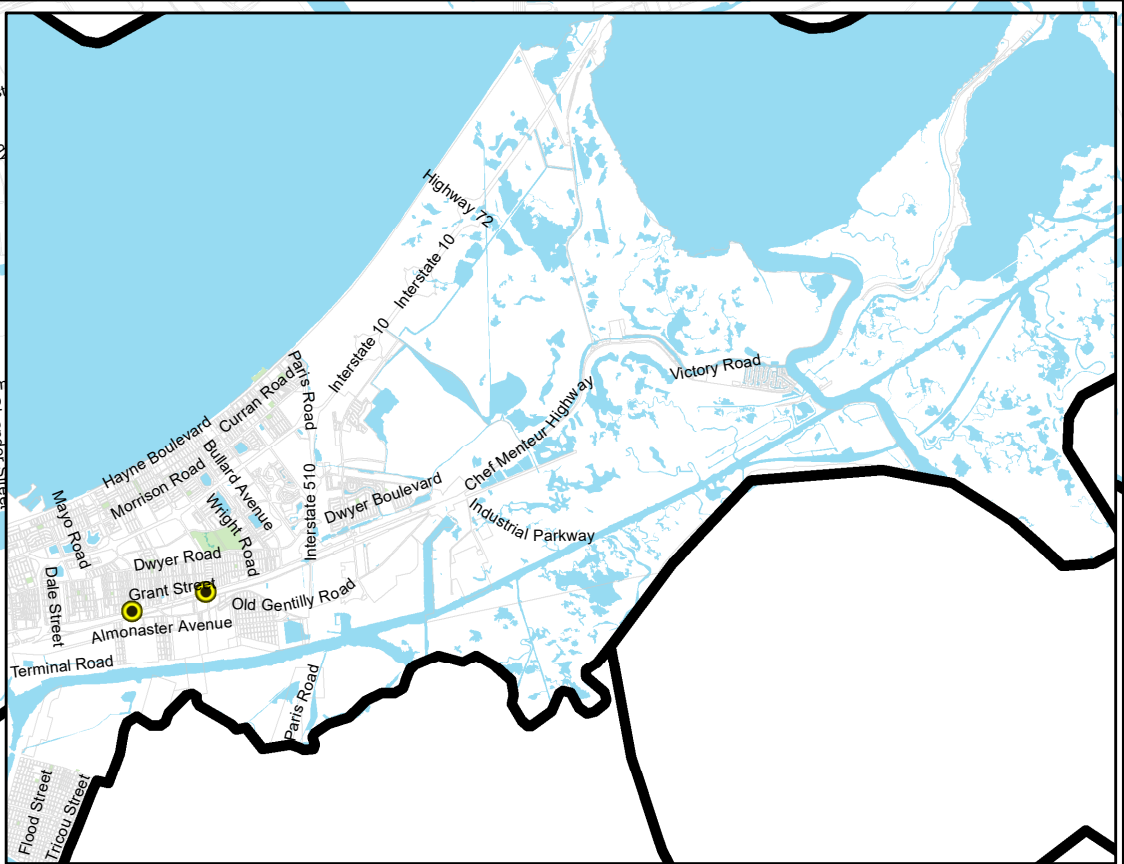 Highway 72
Interstate 10
Interstate 10
Paris Road
Curran Road
Victory Road
Hayne Boulevard
Chef Menteur Highway
Morrison Road
Bullard Avenue
Interstate 510
Dwyer Boulevard
Mayo Road
Wright Road
Industrial Parkway
Dwyer Road
Dale Street
Grant Street
Old Gentilly Road
Almonaster Avenue
Terminal Road
Paris Road
Flood Street
Tricou Street